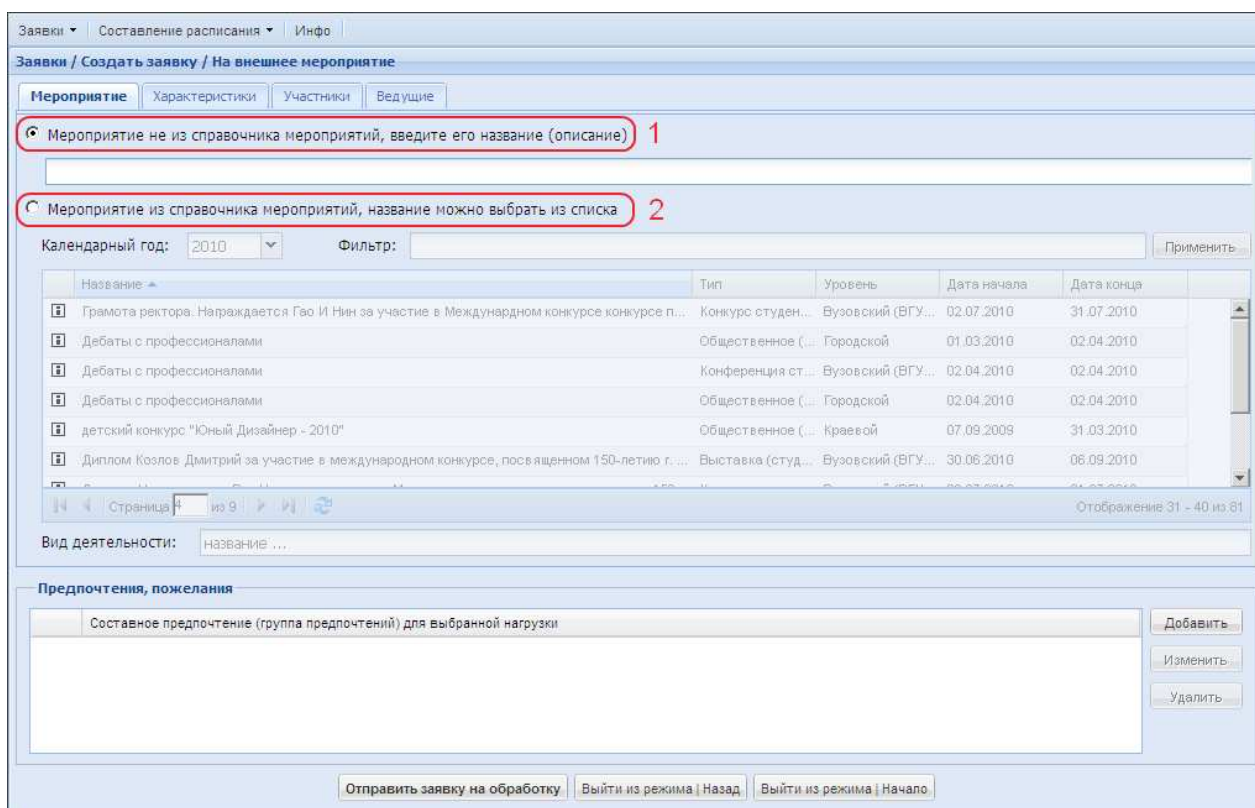 Заявки Составление расписания Инфо
Заявки / Создать заявку / На внешнее мероприятие
Мероприятие Характеристики Участники Ведущие
Мероприятие не из справочника мероприятий, введите его название (описание) 1
Мероприятие из справочника мероприятий, название можно выбрать из списка 2
Календарный год: 2010 Фильтр: Применить
Название Тип Уровень Дата начала Дата конца
Грамота ректора. Награждается Гао И Нин за участие в Междунардном конкурсе конкурсе п... Конкурс студен... Вузовский (ВГУ... 02.07.2010 31.07.2010
Дебаты с профессионалами Общественное (... Городской 01.03.2010 02.04.2010
Дебаты с профессионалами Конференция ст... Вузовский (ВГУ... 02.04.2010 02.04.2010
Дебаты с профессионалами Общественное (... Городской 02.04.2010 02.04.2010
детский конкурс "Юный Дизайнер - 2010" Общественное (... Краевой 07.09.2009 31.03.2010
Диплом Козлов Дмитрий за участие в международном конкурсе, посвященном 150-летию г. ... Выставка (студ... Вузовский (ВГУ... 30.06.2010 06.09.2010
Страница 4 из 9 Отображение 31 - 40 из 81
Вид деятельности: название ...
Предпочтения, пожелания
Составное предпочтение (группа предпочтений) для выбранной нагрузки Добавить
Изменить
Удалить
Отправить заявку на обработку Выйти из режима | Назад Выйти из режима | Начало